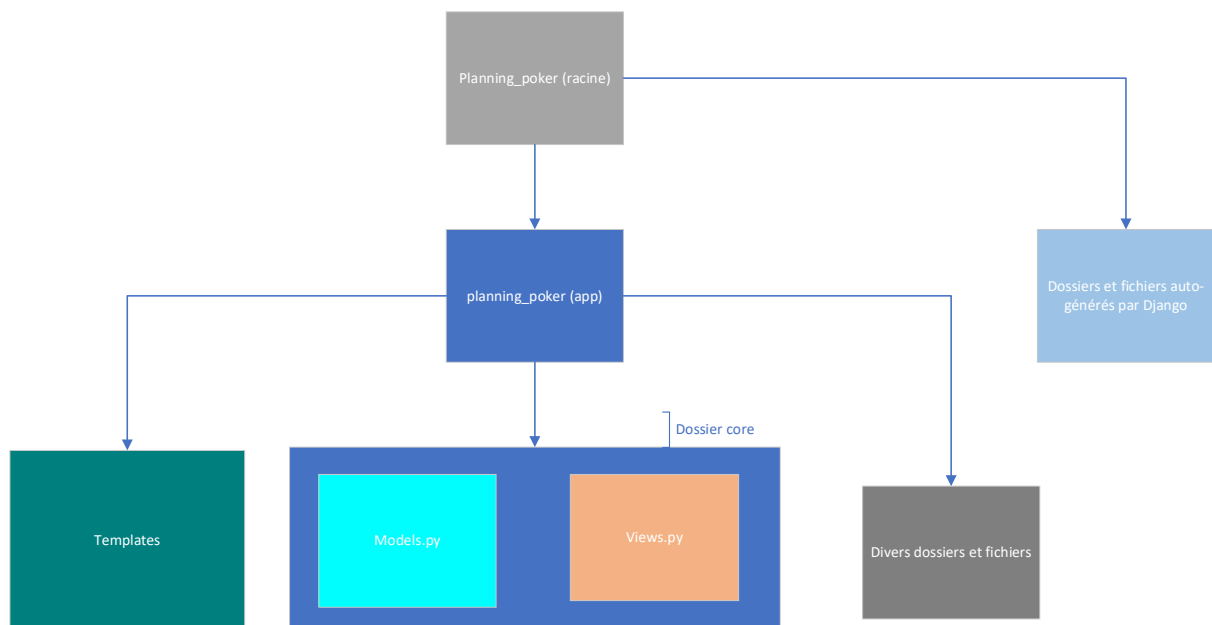 Planning_poker (racine)
planning_poker (app)
Dossiers et fichiers auto-
générés par Django
Dossier core
Templates
Models.py
Views.py
Divers dossiers et fichiers